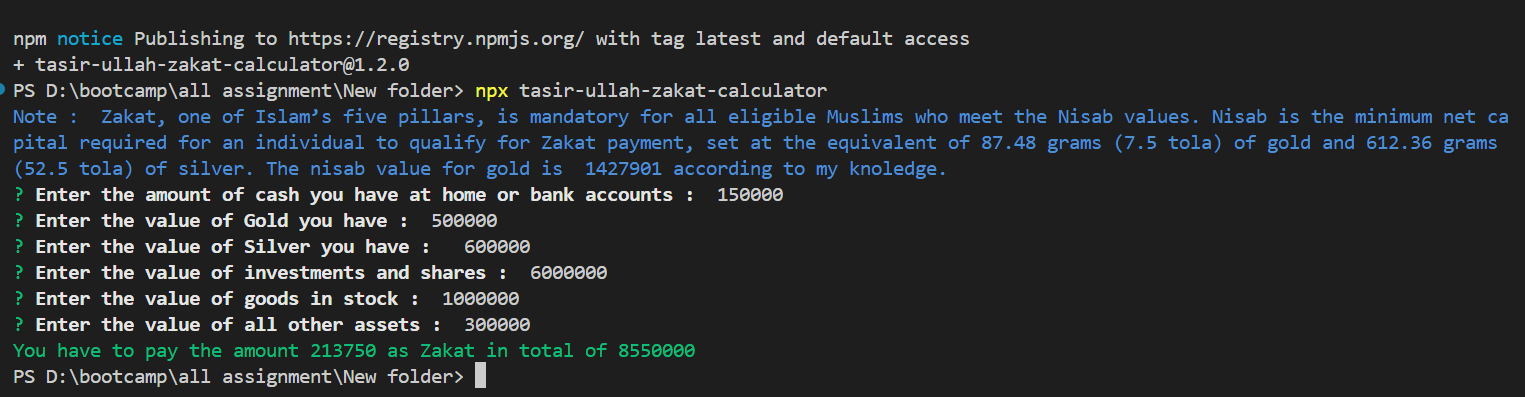 npm notice Publishing to https://registry.npmjs.org/ with tag latest and default access
+ tasir-ullah-zakat-calculator@1.2.0
PS D:\bootcamp\all assignment\New folder> npx tasir-ullah-zakat-calculator
Note :  Zakat, one of Islam’s five pillars, is mandatory for all eligible Muslims who meet the Nisab values. Nisab is the minimum net ca
pital required for an individual to qualify for Zakat payment, set at the equivalent of 87.48 grams (7.5 tola) of gold and 612.36 grams
(52.5 tola) of silver. The nisab value for gold is  1427901 according to my knoledge.
? Enter the amount of cash you have at home or bank accounts :  150000
? Enter the value of Gold you have :  500000
? Enter the value of Silver you have :   600000
? Enter the value of investments and shares :  6000000
? Enter the value of goods in stock :  1000000
? Enter the value of all other assets :  300000
You have to pay the amount 213750 as Zakat in total of 8550000
PS D:\bootcamp\all assignment\New folder>